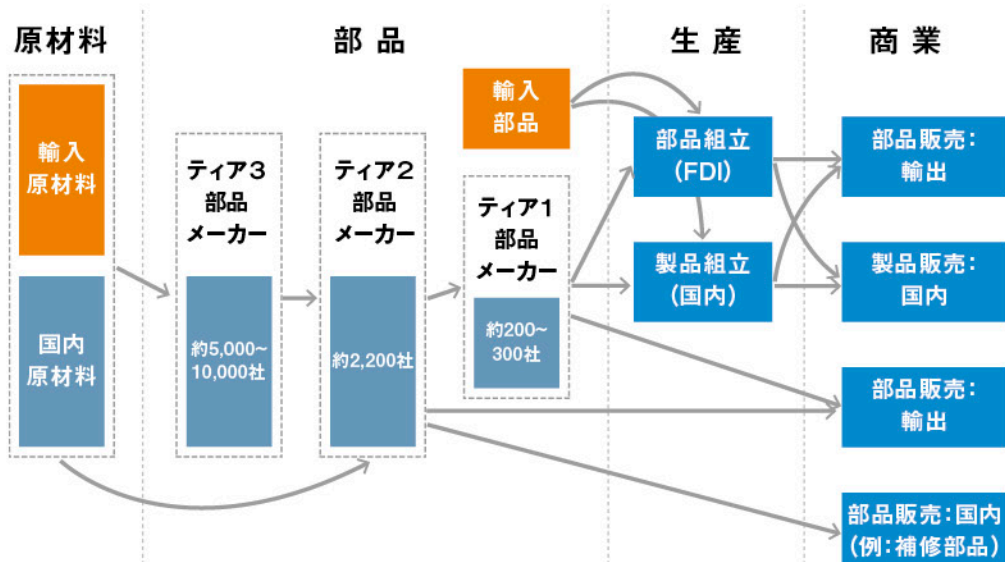 原材料
部品
生産
商業
輸入
原材料
国内
原材料
ティア3
部品
メーカー
約5,000~
10,000社
ティア2
部品
メーカー
約2,200社
輸入
部品
ティア1
部品
メーカー
約200~
300社
部品組立
(FDI)
製品組立
(国内)
部品販売:
輸出
製品販売:
国内
部品販売:
輸出
部品販売:国内
(例:補修部品)